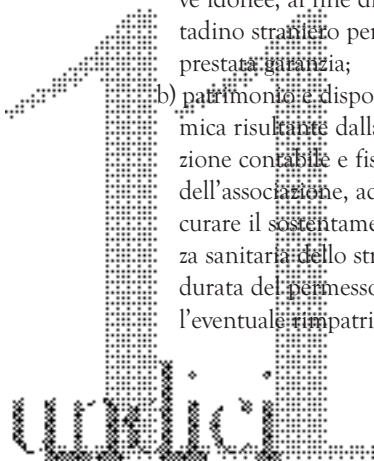 ve idonee, al fine di
tadino straniero per
prestata garanzia;
b) patrimonio e dispo
mica risultante dalla
zione contabile e fis
dell'associazione, ad
curare il sostentame
za sanitaria dello str
durata del permesso
l'eventuale rimpatri
11
undici